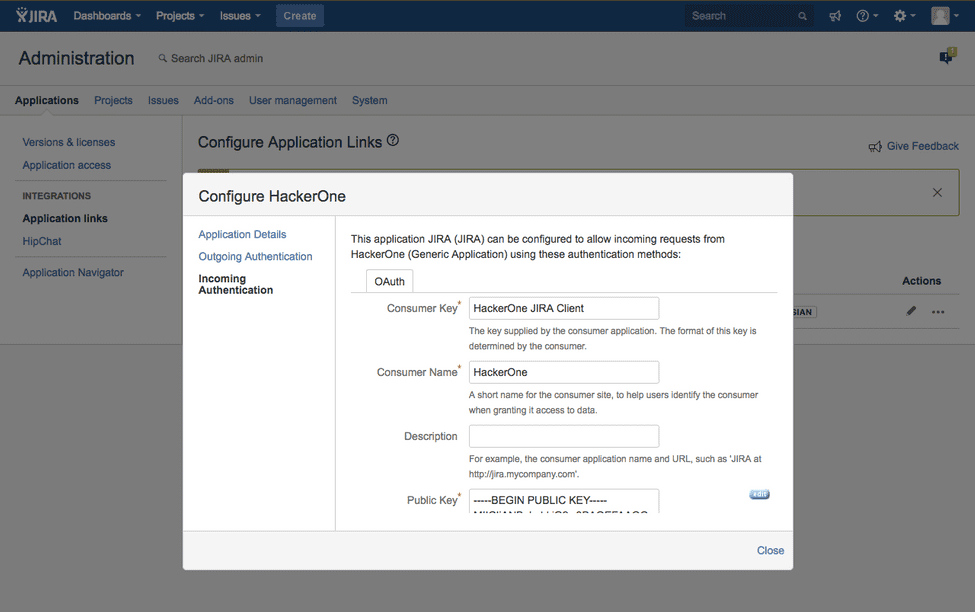 JIRA Dashboards Projects Issues Create Search
Administration Search JIRA admin
Applications Projects Issues Add-ons User management System
Versions & licenses
Application access
INTEGRATIONS
Application links
HipChat
Application Navigator
Configure Application Links
Give Feedback
Actions
Configure HackerOne
Application Details
Outgoing Authentication
Incoming
Authentication
This application JIRA (JIRA) can be configured to allow incoming requests from
HackerOne (Generic Application) using these authentication methods:
OAuth
Consumer Key* HackerOne JIRA Client
The key supplied by the consumer application. The format of this key is
determined by the consumer.
Consumer Name* HackerOne
A short name for the consumer site, to help users identify the consumer
when granting it access to data.
Description
For example, the consumer application name and URL, such as 'JIRA at
http://jira.mycompany.com'.
Public Key* -----BEGIN PUBLIC KEY-----
edit
Close